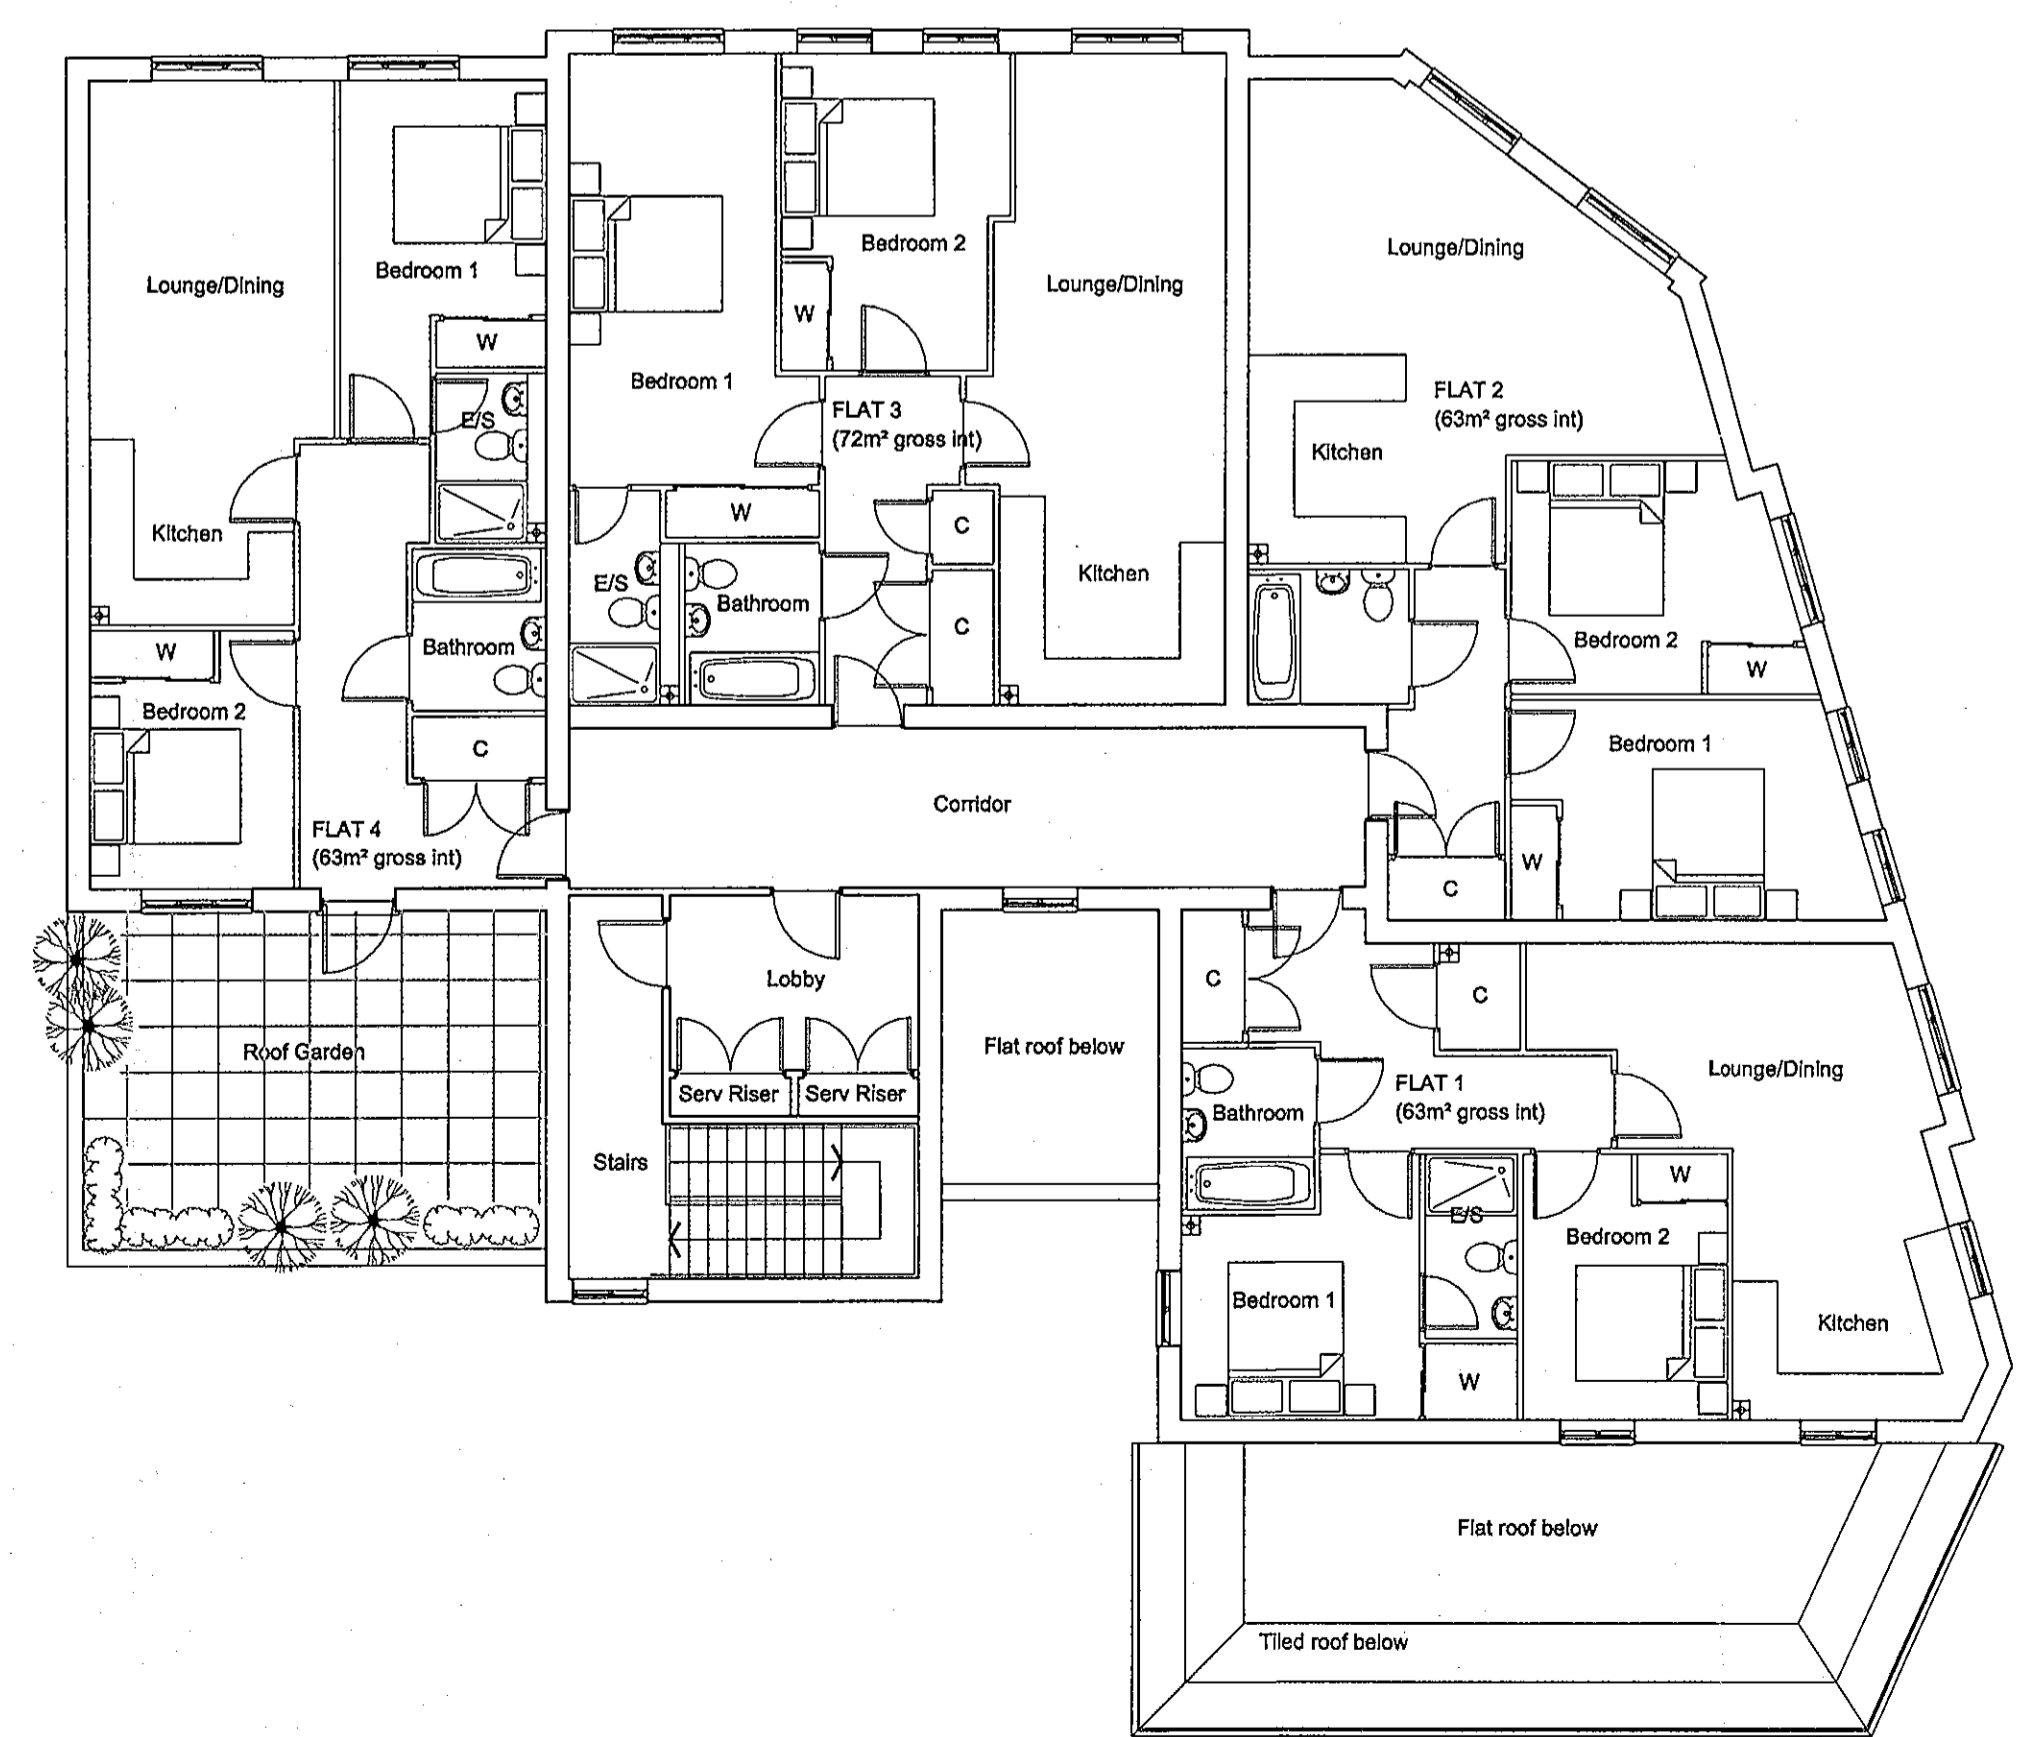 Lounge/Dining
Bedroom 1
W
E/S
Kitchen
Bathroom
W
Bedroom 2
C
FLAT 4
(63m² gross int)
Roof Garden
Bedroom 1
Bedroom 2
W
Lounge/Dining
FLAT 3
(72m² gross int)
W
C
E/S
Bathroom
C
Kitchen
Lounge/Dining
FLAT 2
(63m² gross int)
Kitchen
Bedroom 2
W
Bedroom 1
W
C
Corridor
Lobby
Serv Riser
Serv Riser
Stairs
Flat roof below
C
C
Lounge/Dining
FLAT 1
(63m² gross int)
Bathroom
W
E/S
Bedroom 2
Bedroom 1
Kitchen
W
Flat roof below
Tiled roof below